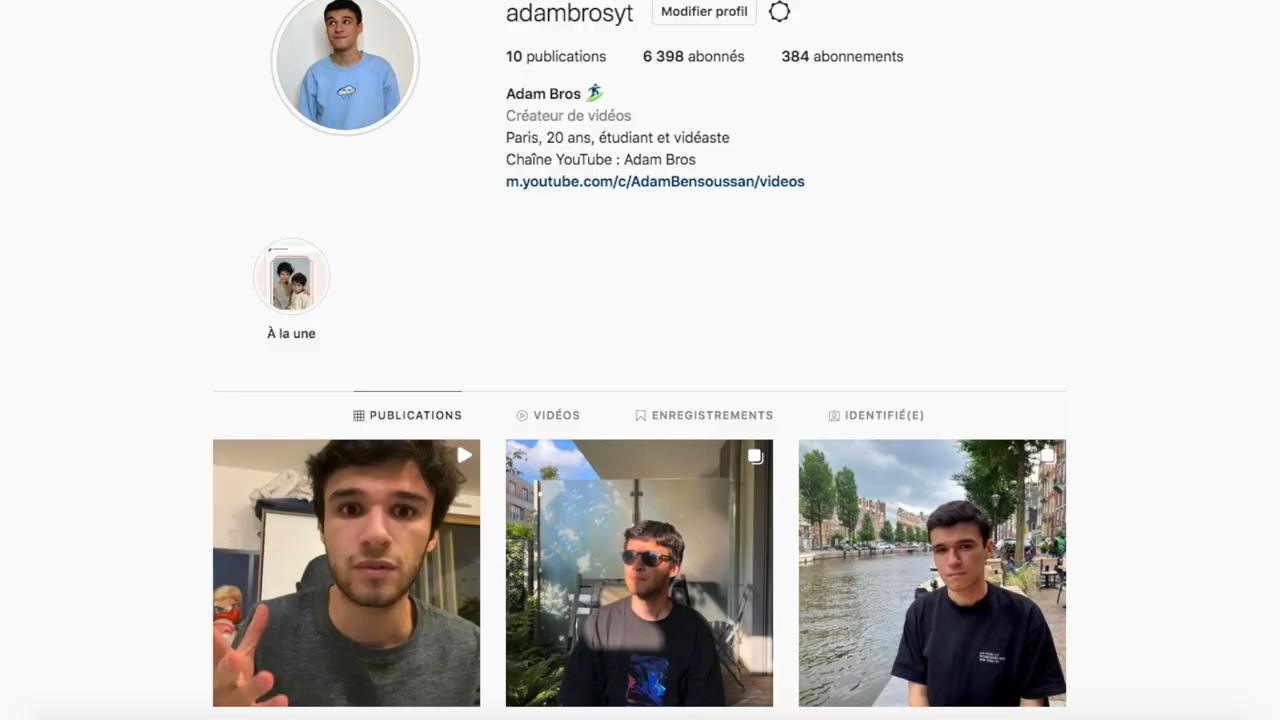 adambrosyt Modifier profil
10 publications 6 398 abonnés 384 abonnements
Adam Bros
Créateur de vidéos
Paris, 20 ans, étudiant et vidéaste
Chaîne YouTube : Adam Bros
m.youtube.com/c/AdamBensoussan/videos
À la une
PUBLICATIONS VIDÉOS ENREGISTREMENTS IDENTIFIÉ(E)